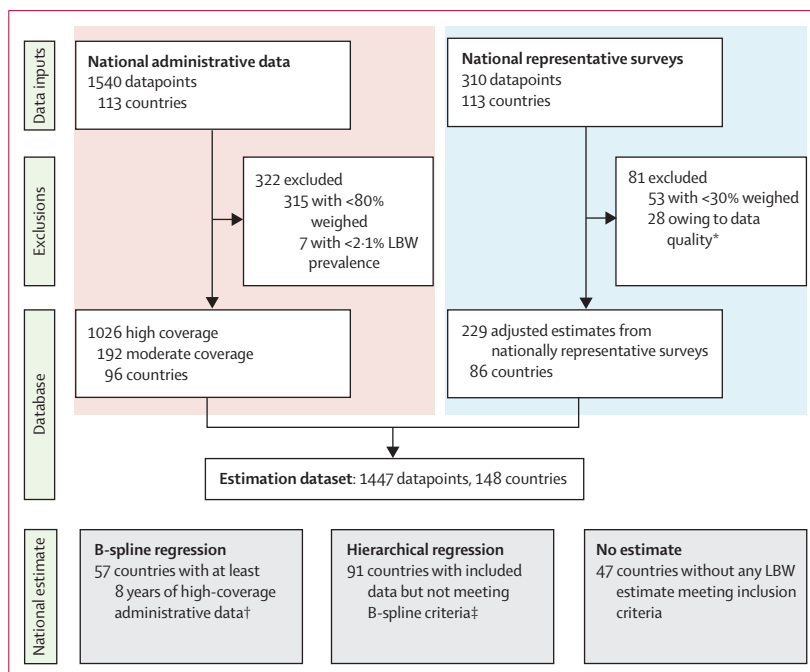 Data inputs
National administrative data
1540 datapoints
113 countries
National representative surveys
310 datapoints
113 countries
Exclusions
322 excluded
315 with <80%
weighed
7 with <2·1% LBW
prevalence
81 excluded
53 with <30% weighed
28 owing to data
quality*
Database
1026 high coverage
192 moderate coverage
96 countries
229 adjusted estimates from
nationally representative surveys
86 countries
Estimation dataset: 1447 datapoints, 148 countries
National estimate
B-spline regression
57 countries with at least
8 years of high-coverage
administrative data†
Hierarchical regression
91 countries with included
data but not meeting
B-spline criteria‡
No estimate
47 countries without any LBW
estimate meeting inclusion
criteria